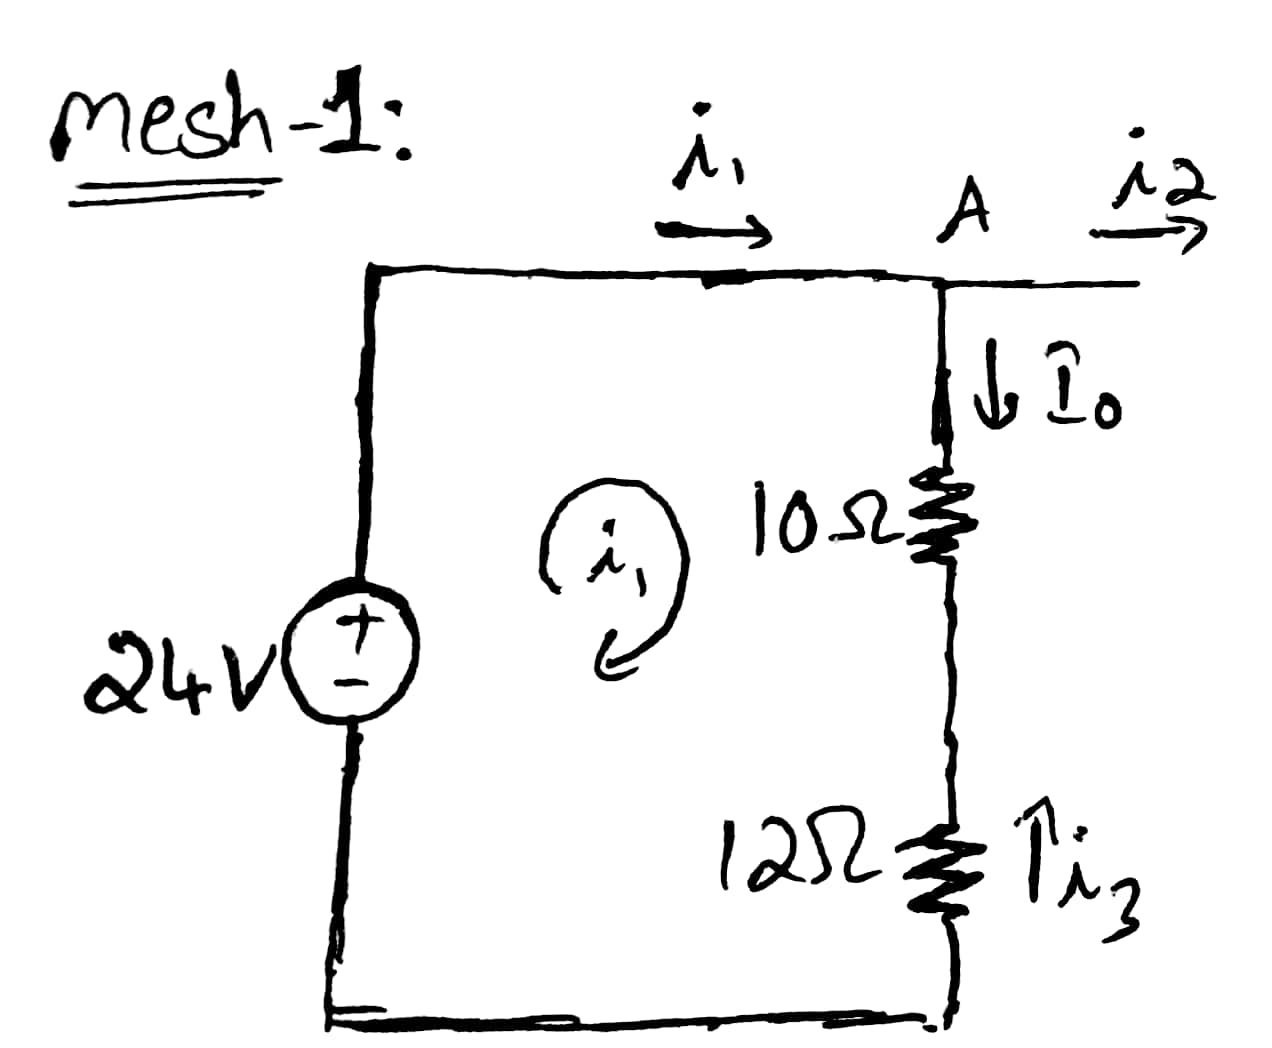 mesh-1:
i₁
A
i2
I₀
10Ω
i₁
+
24V
-
12Ω
i₃